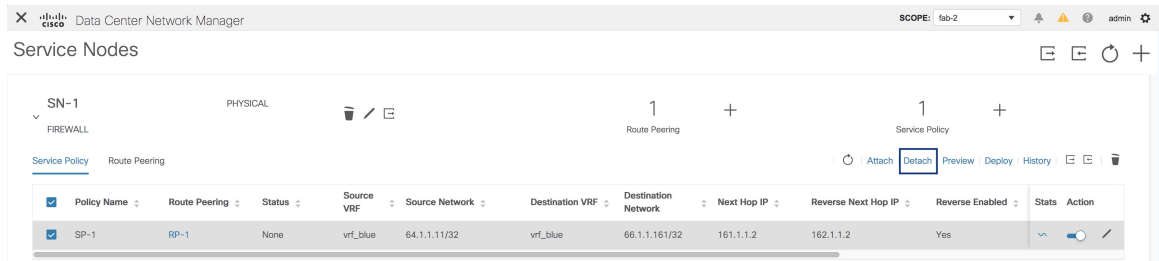 cisco Data Center Network Manager SCOPE: fab-2 admin
Service Nodes
SN-1 PHYSICAL 1 1
FIREWALL Route Peering Service Policy
Service Policy Route Peering Attach Detach Preview Deploy History
Policy Name Route Peering Status Source VRF Source Network Destination VRF Destination Network Next Hop IP Reverse Next Hop IP Reverse Enabled Stats Action
SP-1 RP-1 None vrf_blue 64.1.1.11/32 vrf_blue 66.1.1.161/32 161.1.1.2 162.1.1.2 Yes